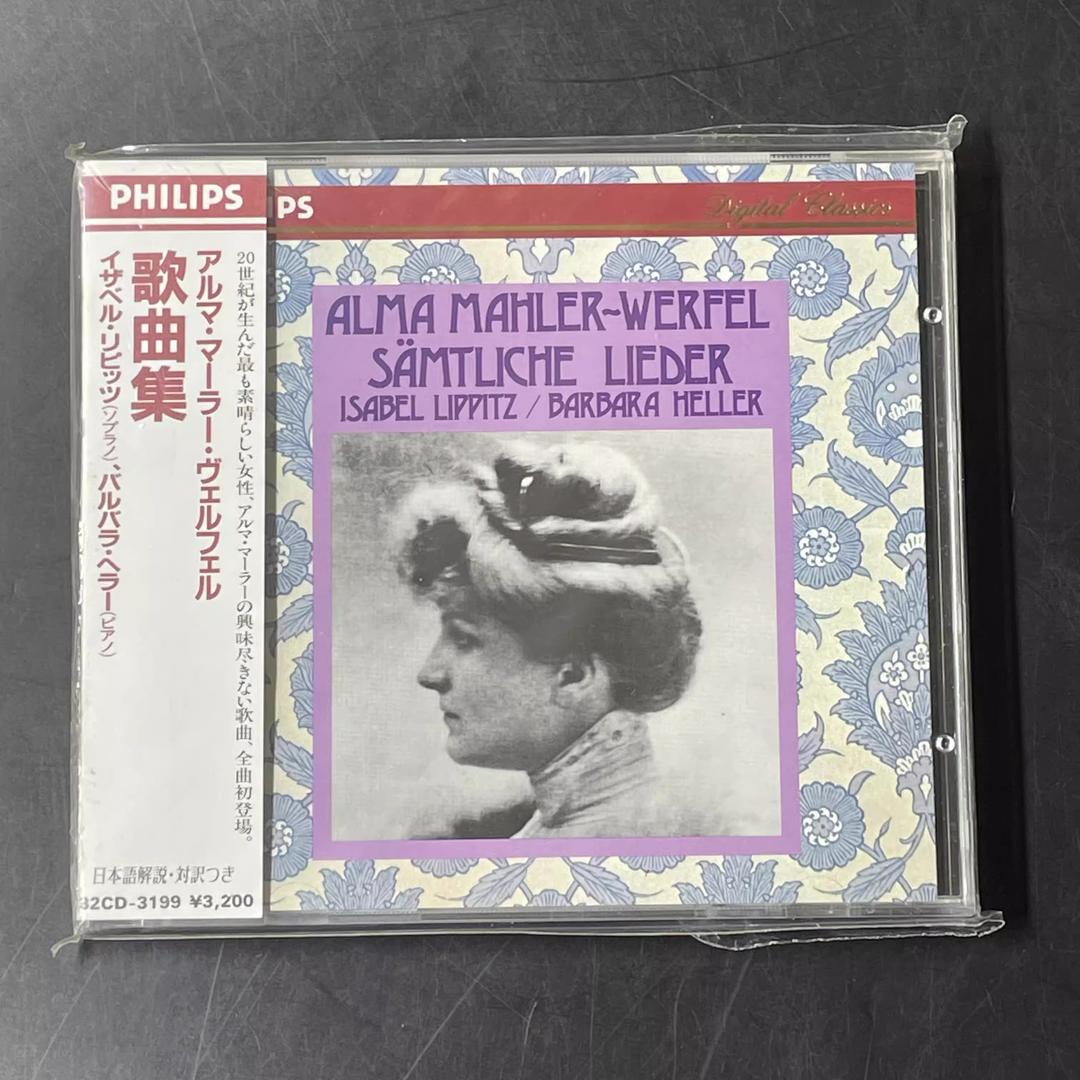 PHILIPS
20世紀が生んだ最も素晴らしい女性、アルマ・マーラーの興味尽きない歌曲、全曲初登場。
アルマ・マーラー・ヴェルフェル
歌曲集
イザベル・リピッツ(ソプラノ)、バルバラ・ヘラー(ピアノ)
日本語解説・対訳つき
32CD-3199 ¥3,200
PS
Digital Classics
ALMA MAHLER~WERFEL
SÄMTLICHE LIEDER
ISABEL LIPPITZ / BARBARA HELLER